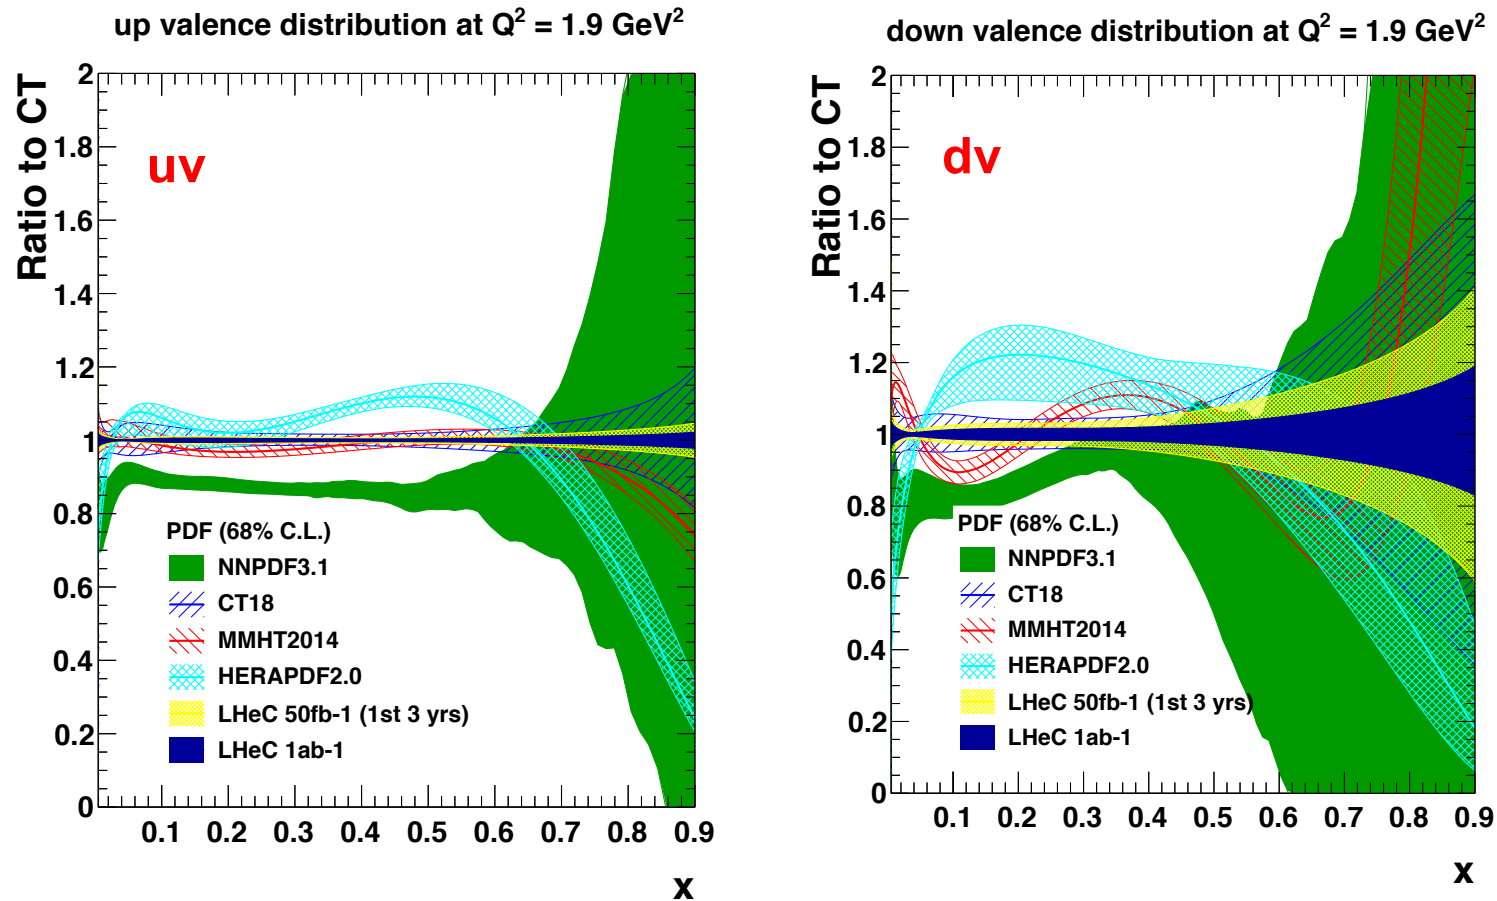 up valence distribution at Q² = 1.9 GeV²
Ratio to CT
uv
2
1.8
1.6
1.4
1.2
1
0.8
0.6
0.4
0.2
0
PDF (68% C.L.)
NNPDF3.1
CT18
MMHT2014
HERAPDF2.0
LHeC 50fb-1 (1st 3 yrs)
LHeC 1ab-1
0.1 0.2 0.3 0.4 0.5 0.6 0.7 0.8 0.9
x
down valence distribution at Q² = 1.9 GeV²
Ratio to CT
dv
2
1.8
1.6
1.4
1.2
1
0.8
0.6
0.4
0.2
0
PDF (68% C.L.)
NNPDF3.1
CT18
MMHT2014
HERAPDF2.0
LHeC 50fb-1 (1st 3 yrs)
LHeC 1ab-1
0.1 0.2 0.3 0.4 0.5 0.6 0.7 0.8 0.9
x